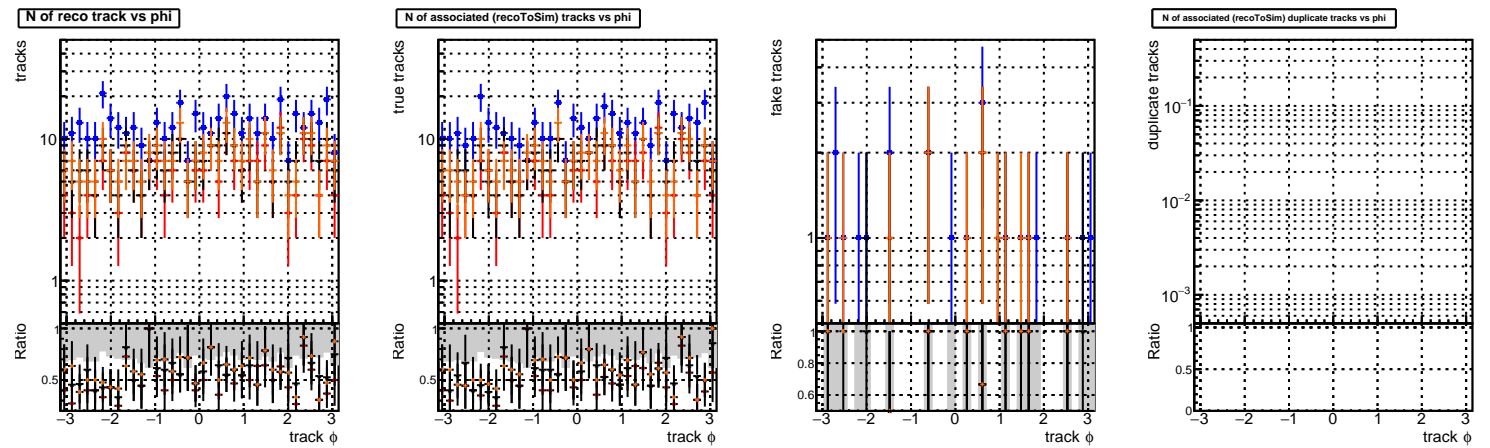 N of reco track vs phi
tracks
10
1
Ratio
1
0.5
−3 −2 −1 0 1 2 3
track ϕ
N of associated (recoToSim) tracks vs phi
true tracks
10
1
Ratio
1
0.5
−3 −2 −1 0 1 2 3
track ϕ
fake tracks
1
Ratio
1
0.8
0.6
−3 −2 −1 0 1 2 3
track ϕ
N of associated (recoToSim) duplicate tracks vs phi
duplicate tracks
10⁻¹
10⁻²
10⁻³
Ratio
1
0.5
0
−3 −2 −1 0 1 2 3
track ϕ